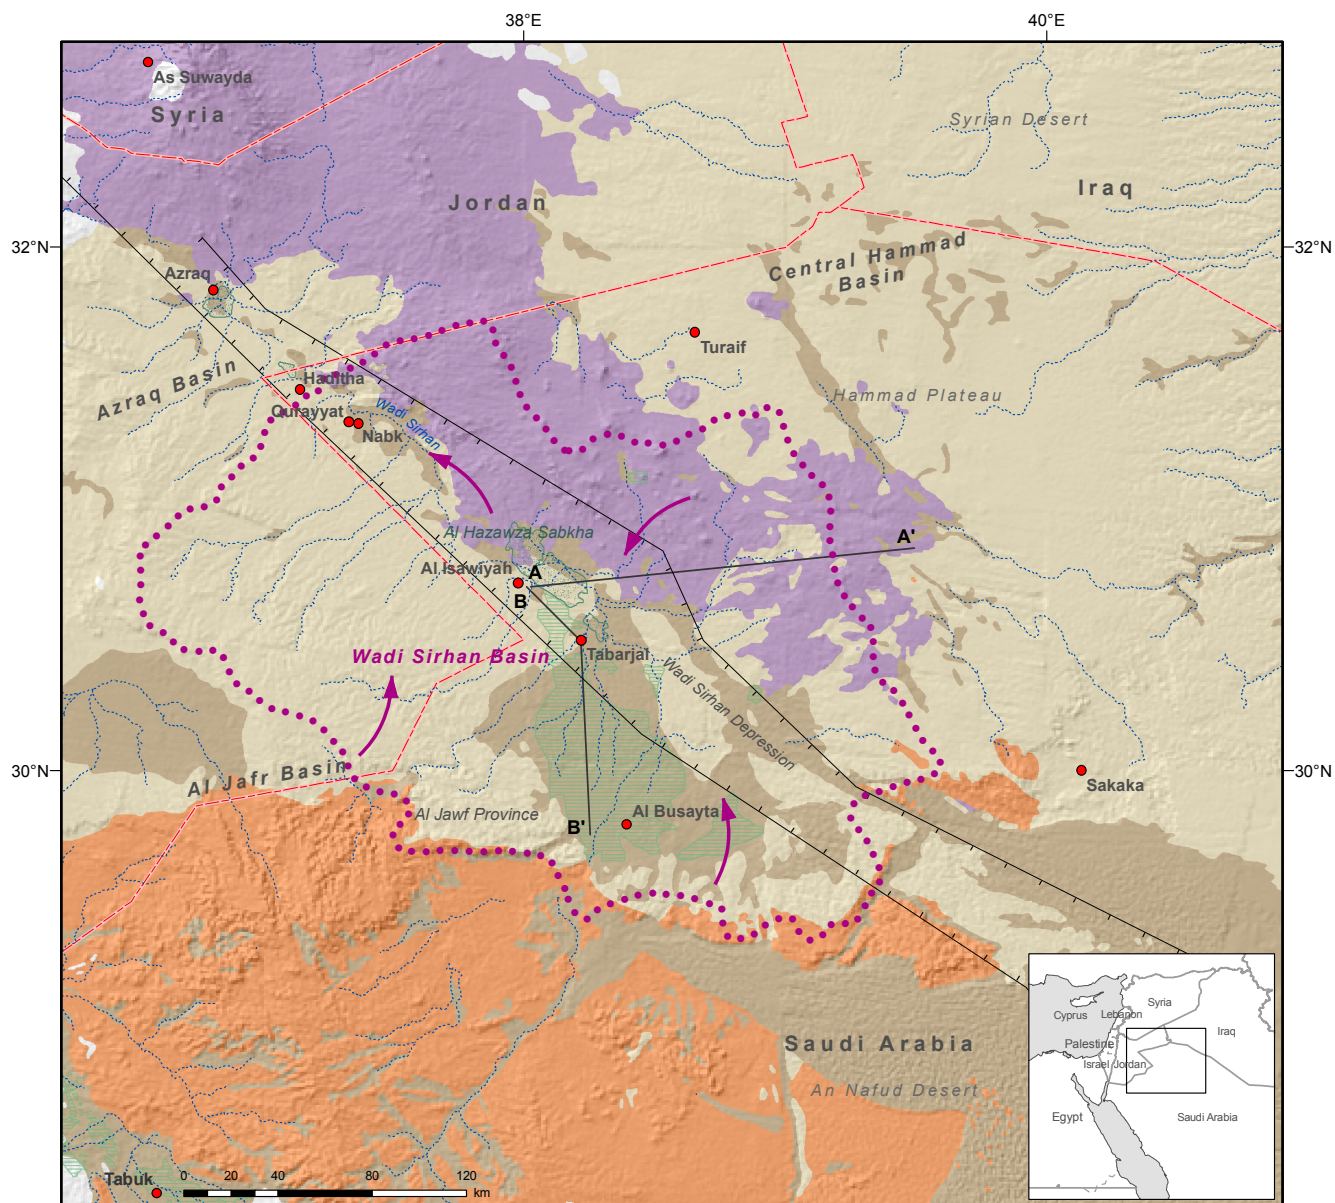 38°E
40°E
As Suwayda
Syria
Syrian Desert
Jordan
Iraq
32°N
32°N
Central Hammad
Basin
Azraq
Turaif
Azraq Basin
Haditha
Hammad Plateau
Qurayyat
Wadi Sirhan
Nabk
Al Hazawza Sabkha
A'
Al Isawiyah
A
B
Tabarjal
Wadi Sirhan Basin
Wadi Sirhan Depression
30°N
30°N
Al Jafr Basin
Sakaka
Al Jawf Province
Al Busayta
B'
Saudi Arabia
An Nafud Desert
Syria
Cyprus
Lebanon
Iraq
Palestine
Israel
Jordan
Egypt
Saudi Arabia
Tabuk
0 20 40 80 120
km